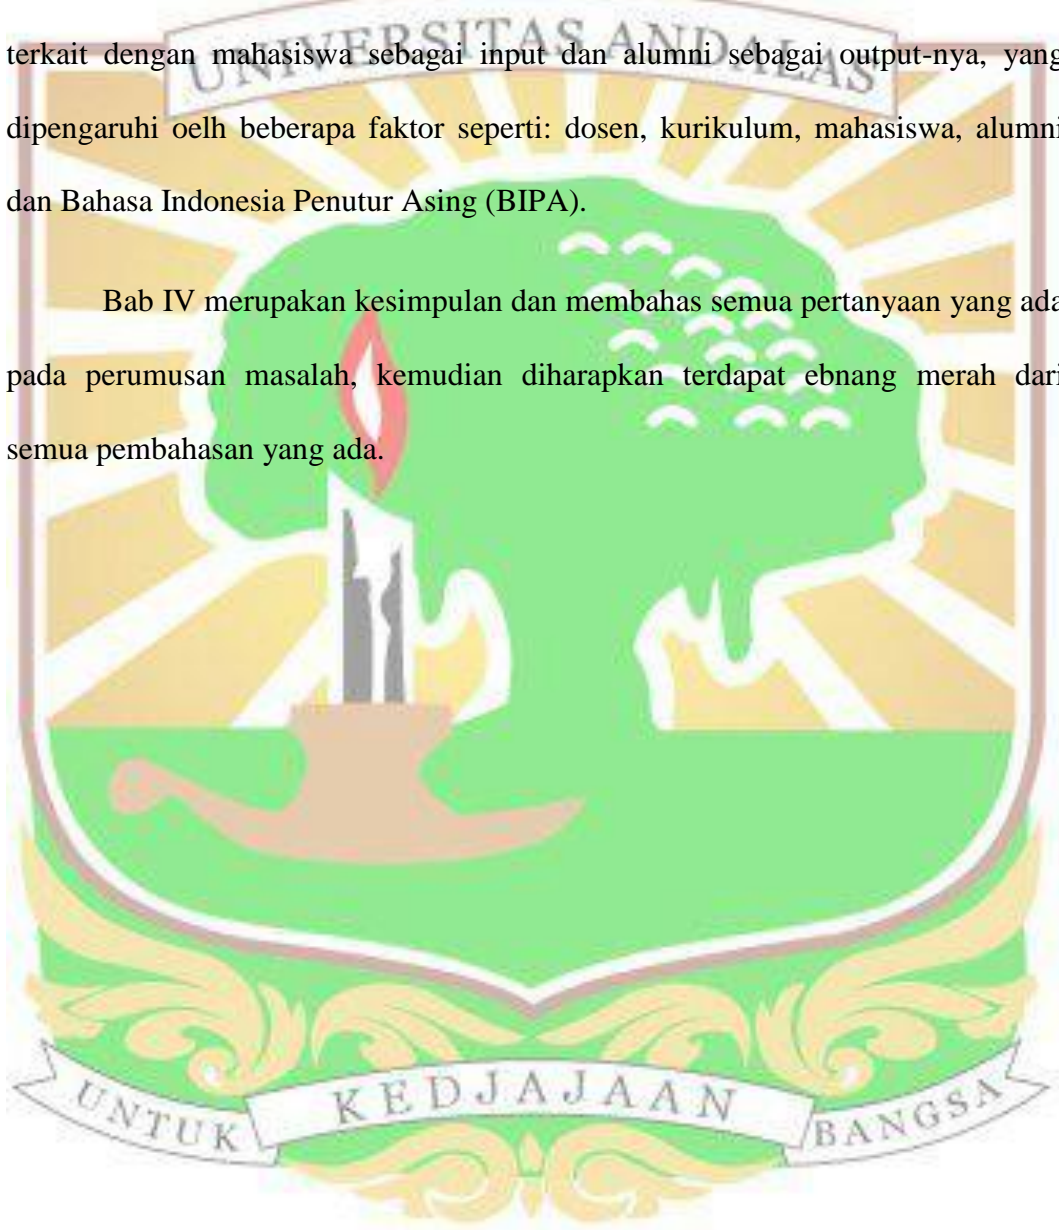 UNIVERSITAS ANDALAS
terkait dengan mahasiswa sebagai input dan alumni sebagai output-nya, yang
dipengaruhi oelh beberapa faktor seperti: dosen, kurikulum, mahasiswa, alumni
dan Bahasa Indonesia Penutur Asing (BIPA).
Bab IV merupakan kesimpulan dan membahas semua pertanyaan yang ada
pada perumusan masalah, kemudian diharapkan terdapat ebnang merah dari
semua pembahasan yang ada.
UNTUK KEDJAJAAN BANGSA